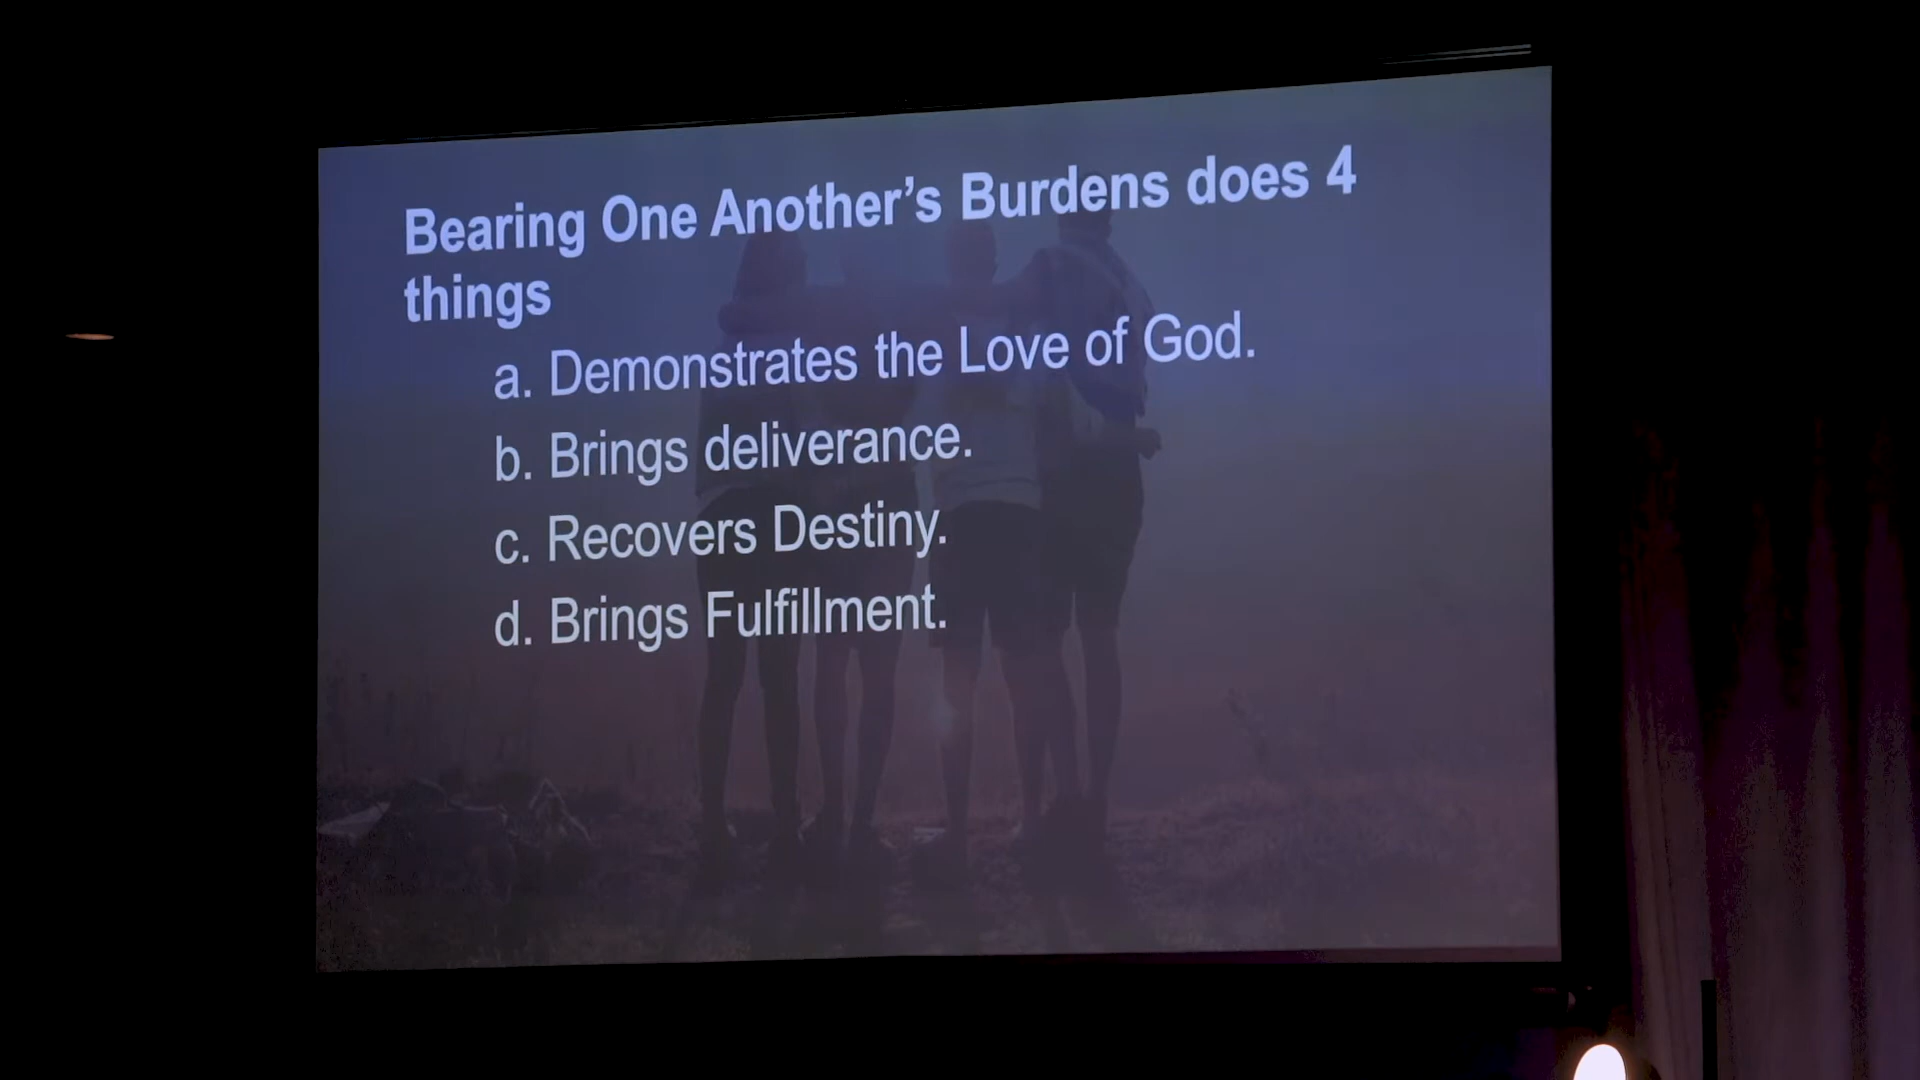 Bearing One Another’s Burdens does 4
things
a. Demonstrates the Love of God.
b. Brings deliverance.
c. Recovers Destiny.
d. Brings Fulfillment.